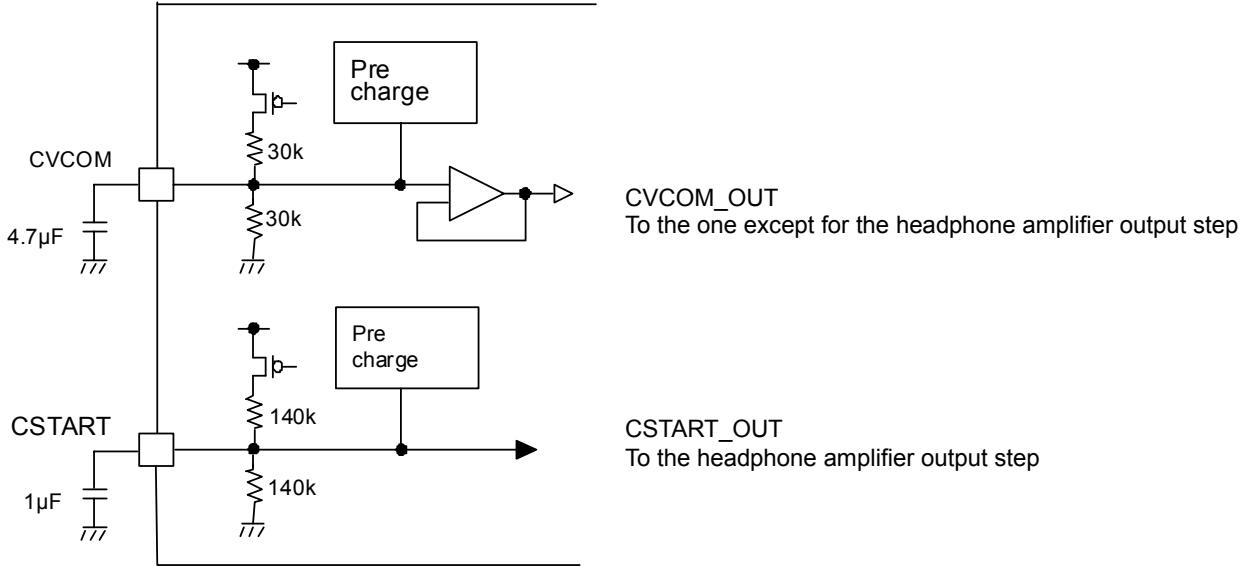 Pre
charge
30k
CVCOM
30k
4.7µF
CVCOM_OUT
To the one except for the headphone amplifier output step
Pre
charge
140k
CSTART
140k
1µF
CSTART_OUT
To the headphone amplifier output step